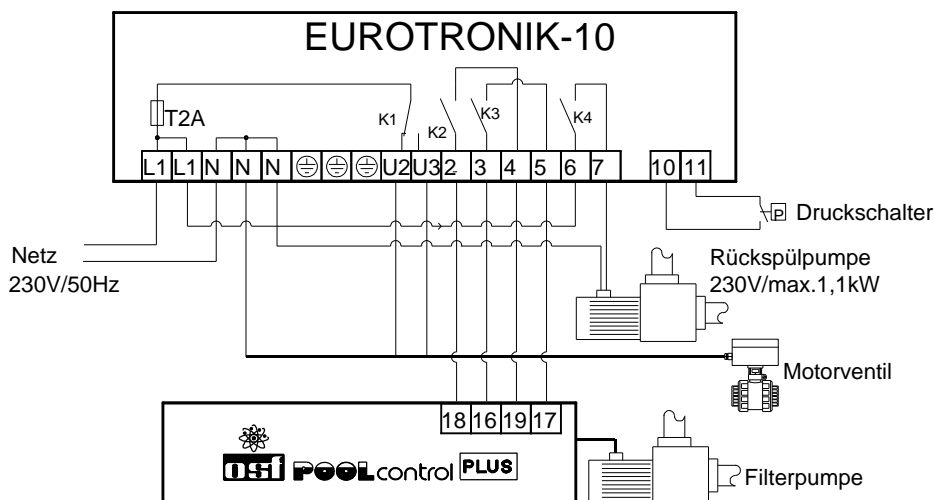 EUROTRONIK-10
T2A
K1
K2
K3
K4
L1 L1 N N N U2 U3 2 3 4 5 6 7 10 11
P Druckschalter
Netz
230V/50Hz
Rückspülpumpe
230V/max.1,1kW
Motorventil
18 16 19 17
osf POOLcontrol PLUS
Filterpumpe